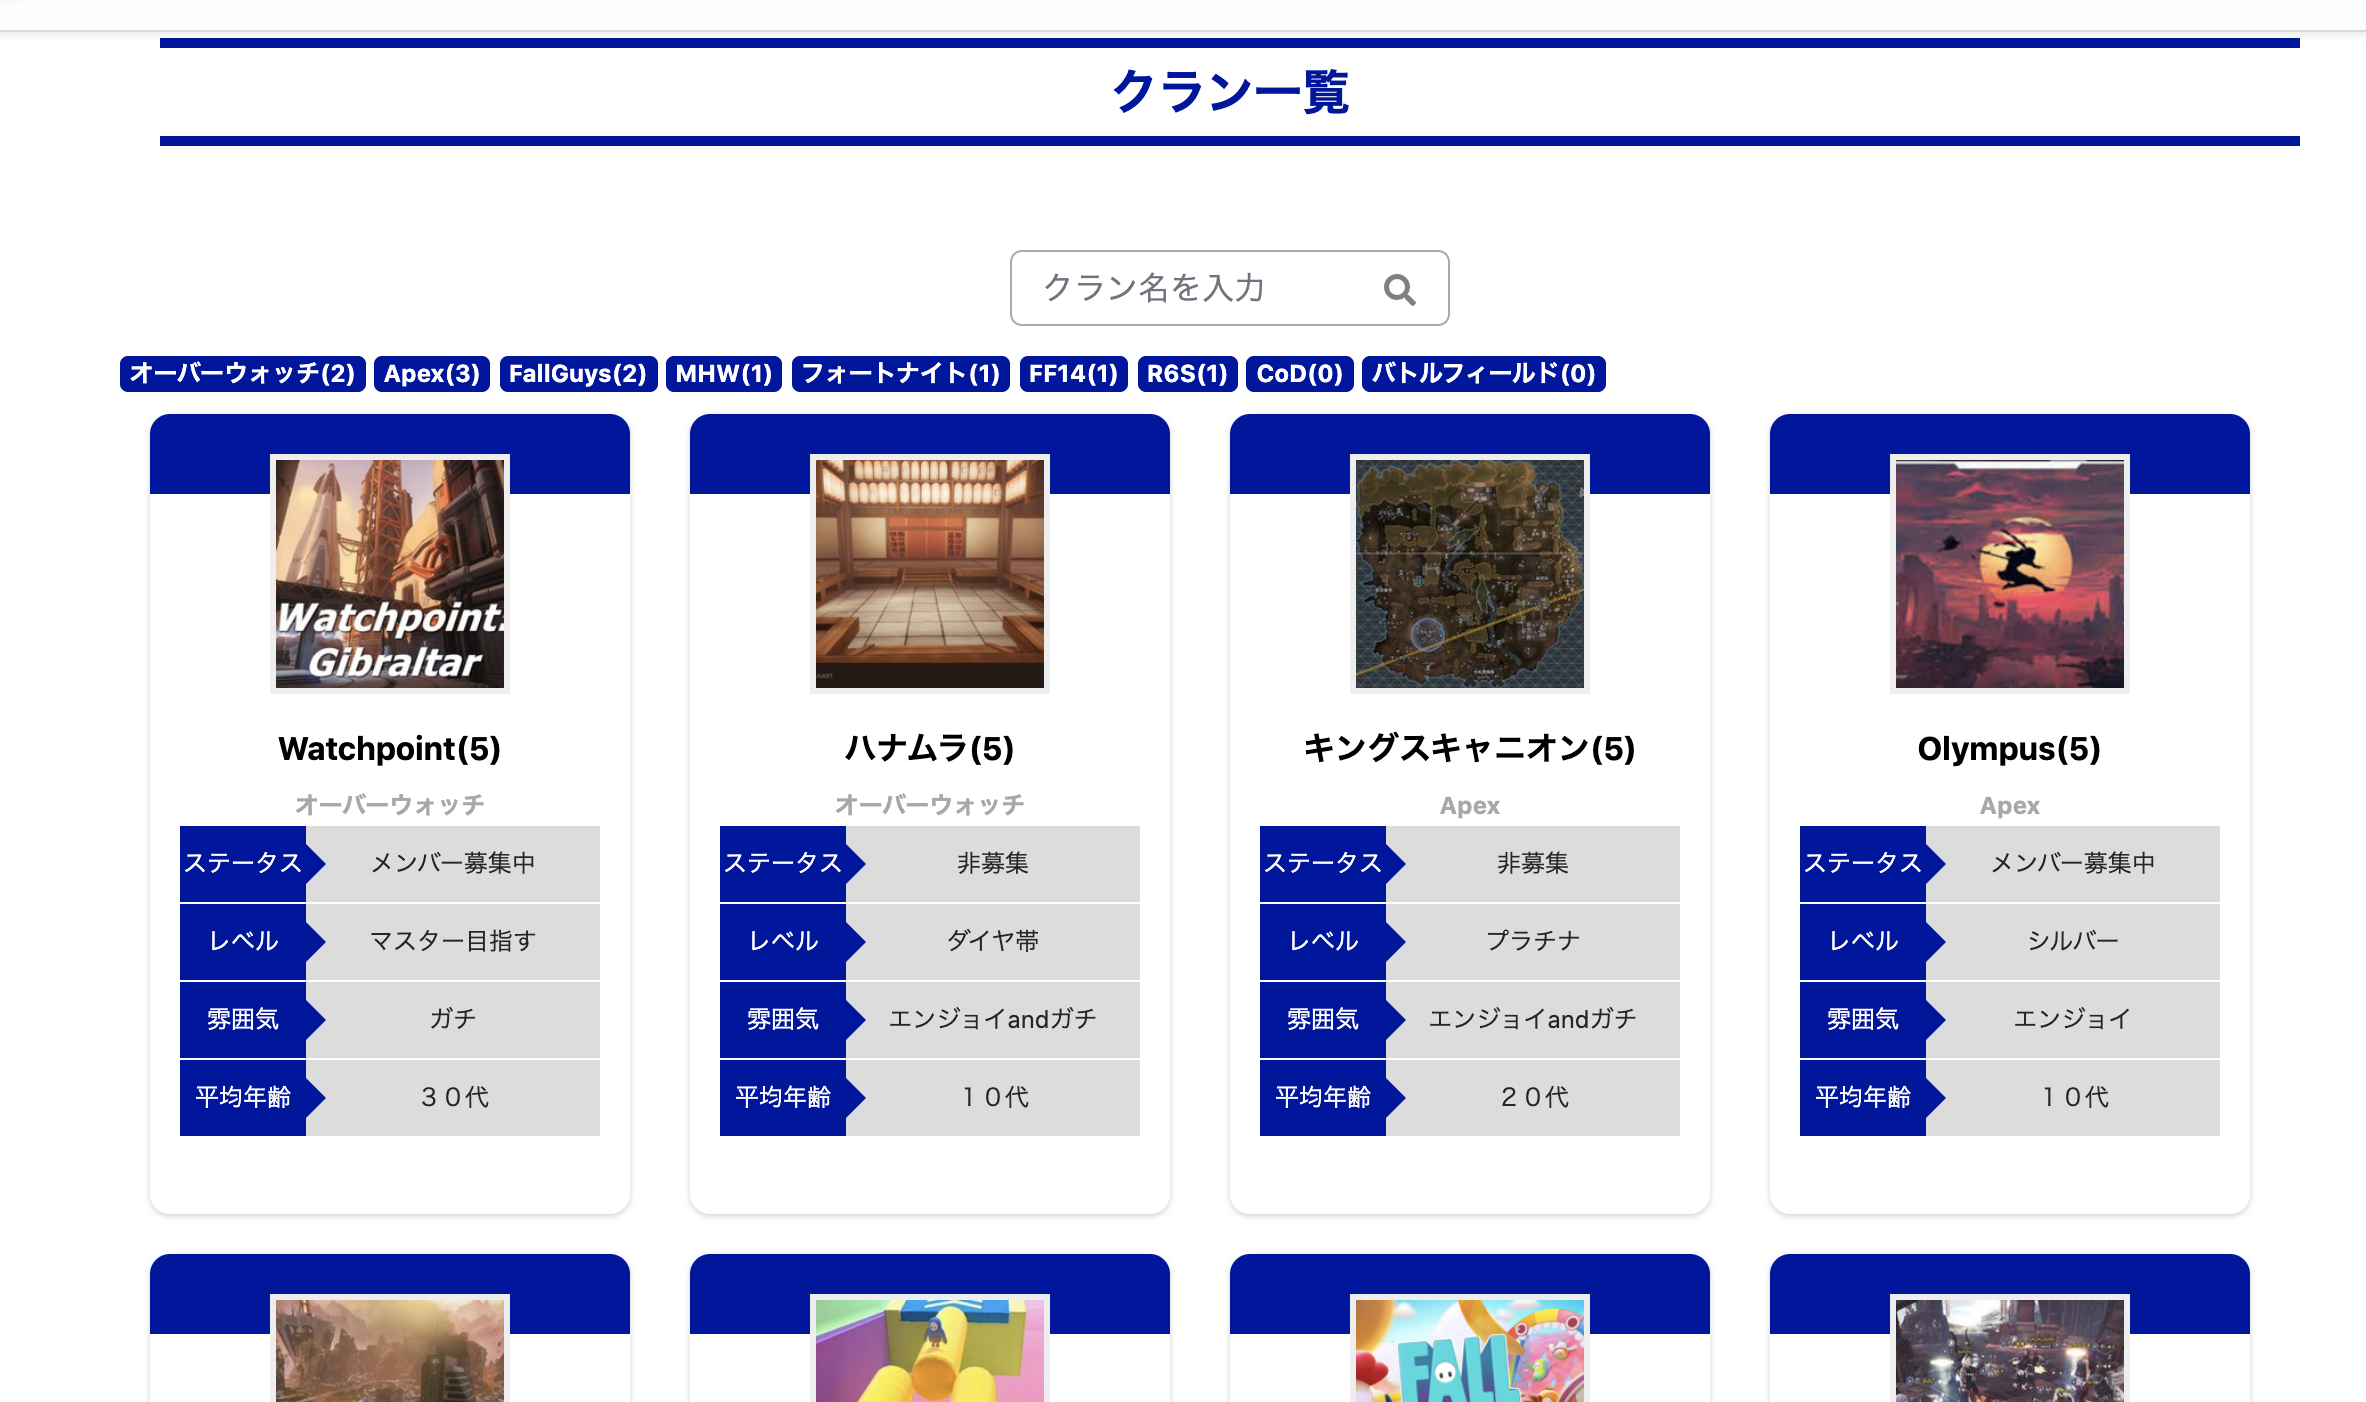 クラン一覧
クラン名を入力
オーバーウォッチ(2) Apex(3) FallGuys(2) MHW(1) フォートナイト(1) FF14(1) R6S(1) CoD(0) バトルフィールド(0)
Watchpoint:
Gibraltar
Watchpoint(5)
オーバーウォッチ
ステータス メンバー募集中
レベル マスター目指す
雰囲気 ガチ
平均年齢 ３０代
ハナムラ(5)
オーバーウォッチ
ステータス 非募集
レベル ダイヤ帯
雰囲気 エンジョイandガチ
平均年齢 １０代
キングスキャニオン(5)
Apex
ステータス 非募集
レベル プラチナ
雰囲気 エンジョイandガチ
平均年齢 ２０代
Olympus(5)
Apex
ステータス メンバー募集中
レベル シルバー
雰囲気 エンジョイ
平均年齢 １０代
FALL